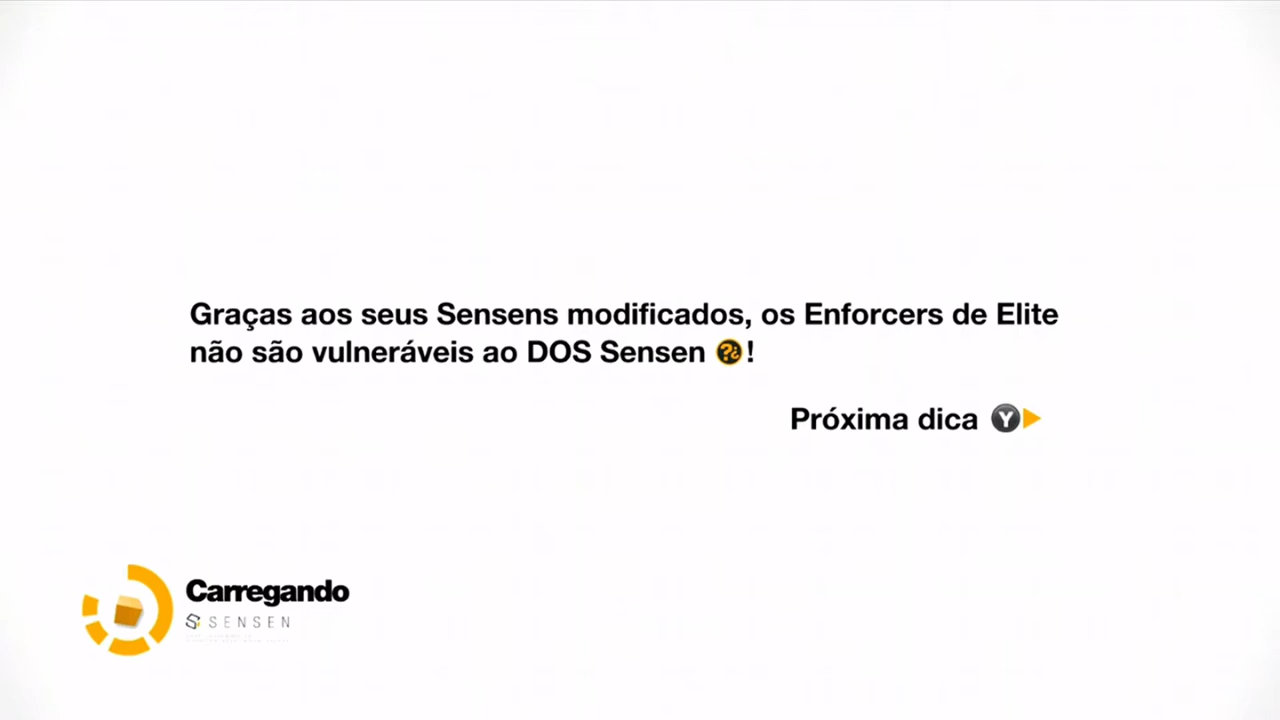 Graças aos seus Sensens modificados, os Enforcers de Elite
não são vulneráveis ao DOS Sensen !
Próxima dica Y
Carregando
SENSEN